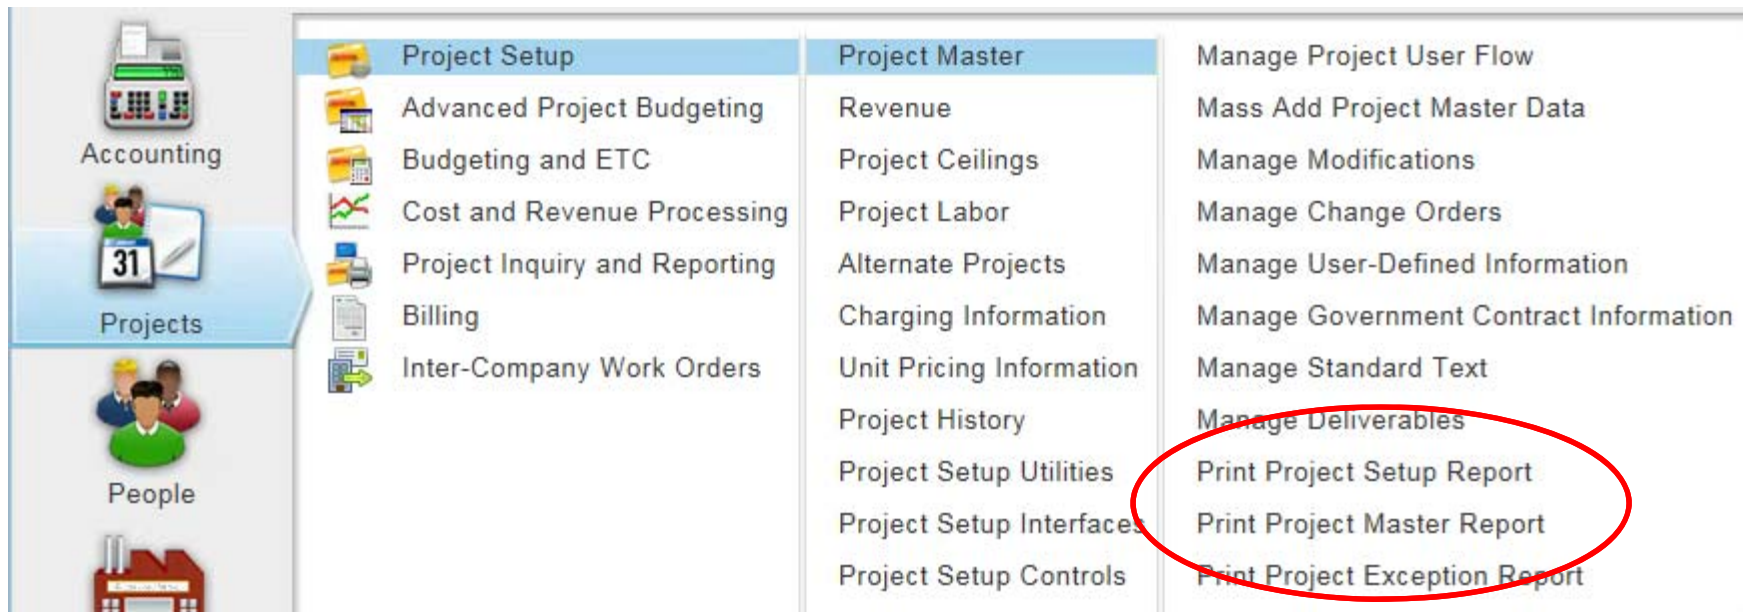 Accounting
Projects
31
People
Project Setup
Advanced Project Budgeting
Budgeting and ETC
Cost and Revenue Processing
Project Inquiry and Reporting
Billing
Inter-Company Work Orders
Project Master
Revenue
Project Ceilings
Project Labor
Alternate Projects
Charging Information
Unit Pricing Information
Project History
Project Setup Utilities
Project Setup Interfaces
Project Setup Controls
Manage Project User Flow
Mass Add Project Master Data
Manage Modifications
Manage Change Orders
Manage User-Defined Information
Manage Government Contract Information
Manage Standard Text
Manage Deliverables
Print Project Setup Report
Print Project Master Report
Print Project Exception Report